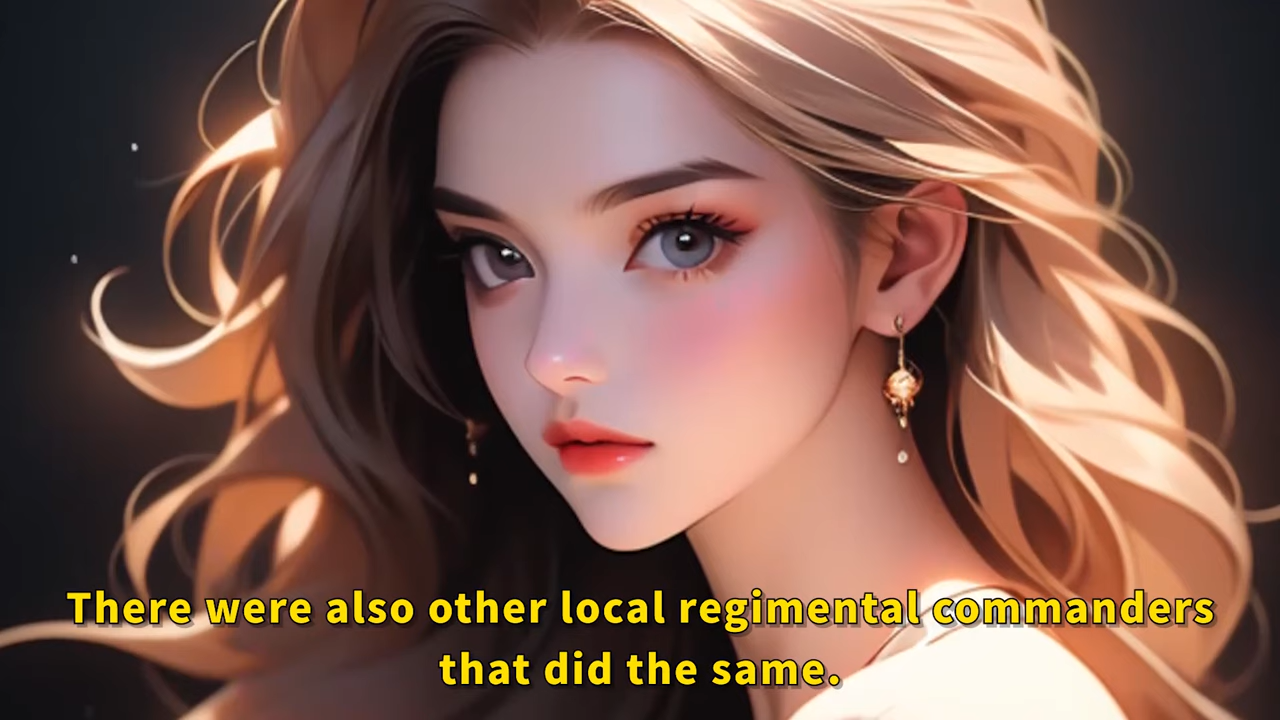 There were also other local regimental commanders
that did the same.